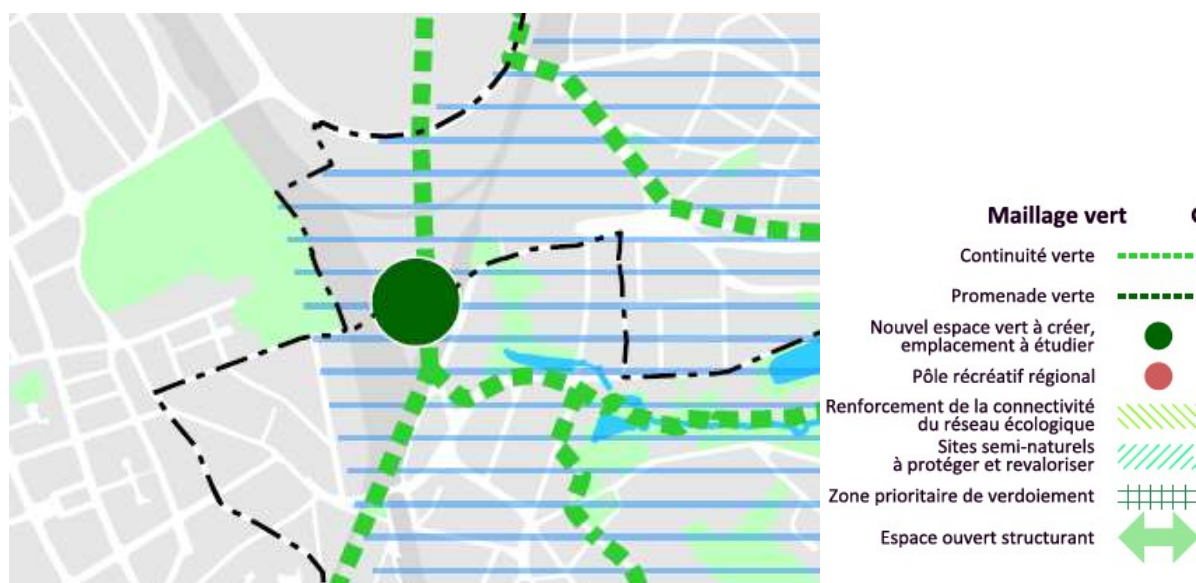 Maillage vert
Continuité verte
Promenade verte
Nouvel espace vert à créer,
emplacement à étudier
Pôle récréatif régional
Renforcement de la connectivité
du réseau écologique
Sites semi-naturels
à protéger et revaloriser
Zone prioritaire de verdoiement
Espace ouvert structurant